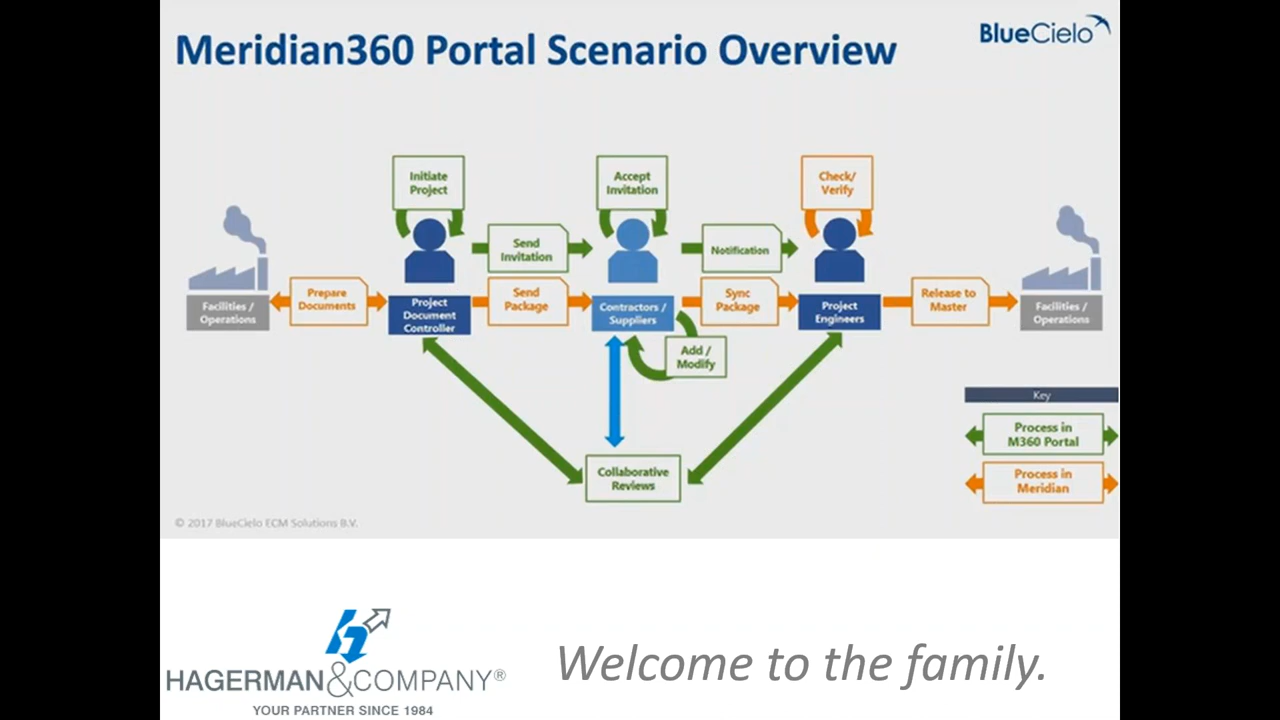 Meridian360 Portal Scenario Overview
BlueCielo
Initiate
Project
Accept
Invitation
Check/
Verify
Send
Invitation
Notification
Facilities /
Operations
Prepare
Documents
Project
Document
Controller
Send
Package
Contractors /
Suppliers
Sync
Package
Project
Engineers
Release to
Master
Facilities /
Operations
Add /
Modify
Key
Process in
M360 Portal
Collaborative
Reviews
Process in
Meridian
© 2017 BlueCielo ECM Solutions B.V.
HAGERMAN&COMPANY®
YOUR PARTNER SINCE 1984
Welcome to the family.